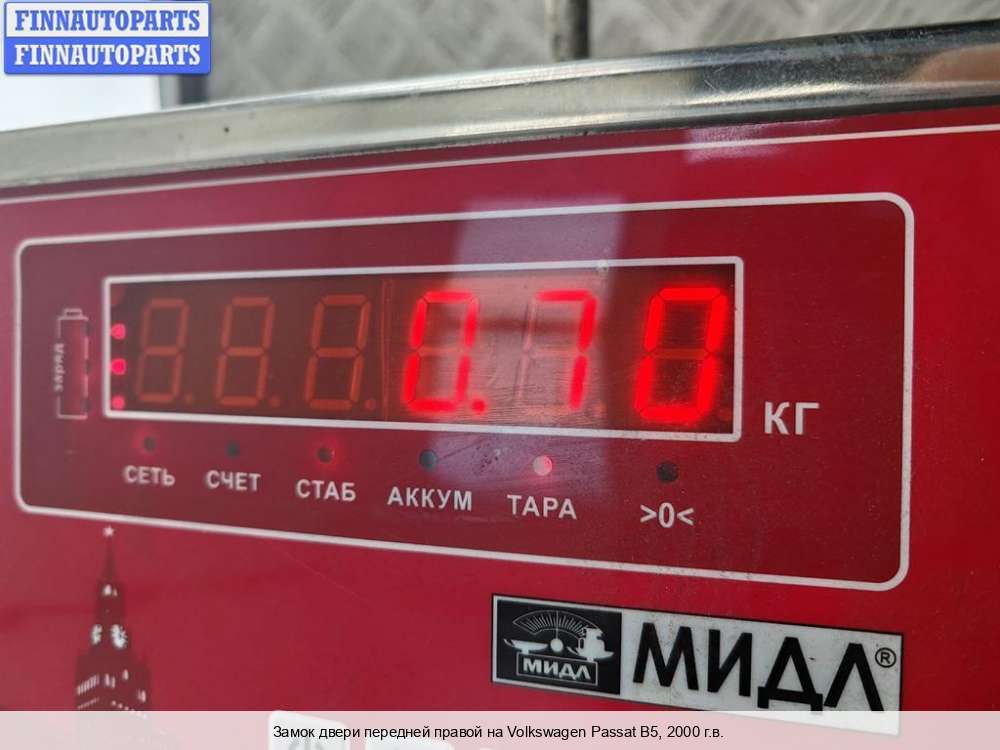 FINNAUTOPARTS
FINNAUTOPARTS
заряд
0.70
КГ
СЕТЬ СЧЕТ СТАБ АККУМ ТАРА >0<
МИДЛ
МИДЛ®
Замок двери передней правой на Volkswagen Passat B5, 2000 г.в.